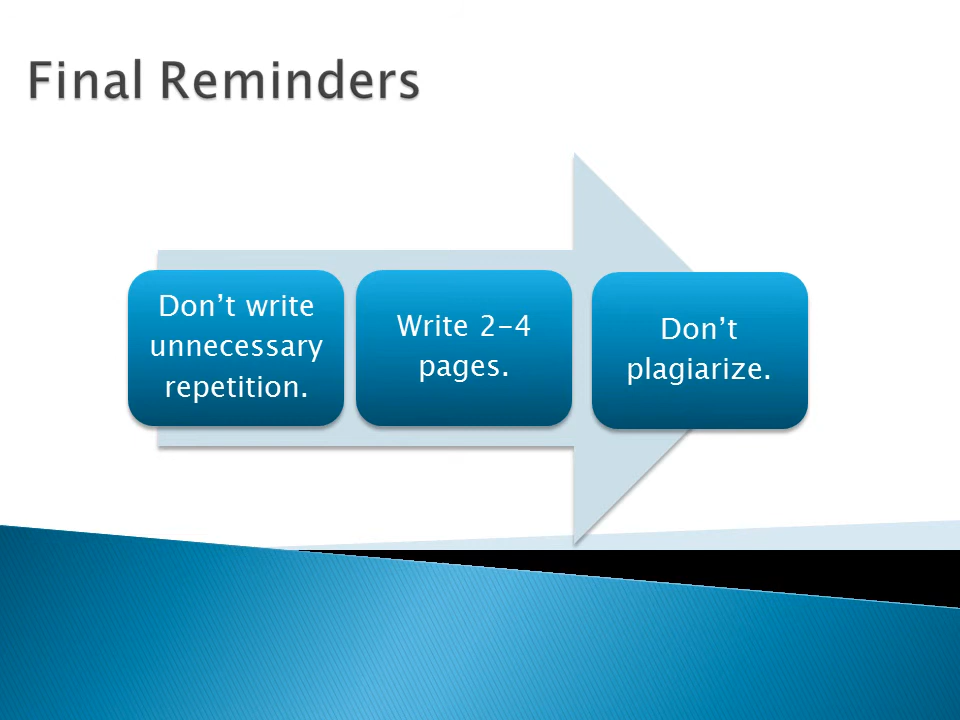 Final Reminders
Don’t write
unnecessary
repetition.
Write 2-4
pages.
Don’t
plagiarize.